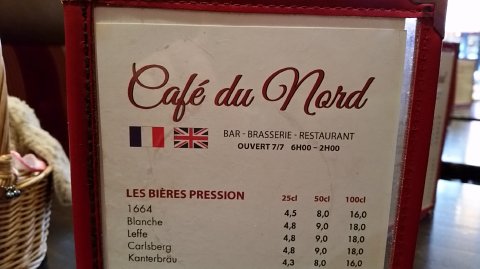 Café du Nord
BAR - BRASSERIE - RESTAURANT
OUVERT 7/7 6H00 - 2H00
LES BIÈRES PRESSION 25cl 50cl 100cl
1664 4,5 8,0 16,0
Blanche 4,8 9,0 18,0
Leffe 4,8 9,0 18,0
Carlsberg 4,8 9,0 18,0
Kanterbräu 4,3 8,0 16,0